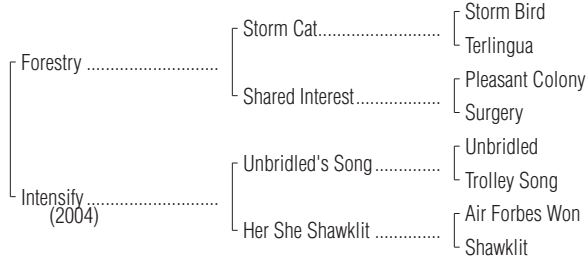 Storm Bird
Storm Cat..............................
Terlingua
Forestry ................................
Pleasant Colony
Shared Interest.....................
Surgery
Unbridled
Unbridled's Song................
Trolley Song
Intensify................................
(2004)
Air Forbes Won
Her She Shawklit ................
Shawklit